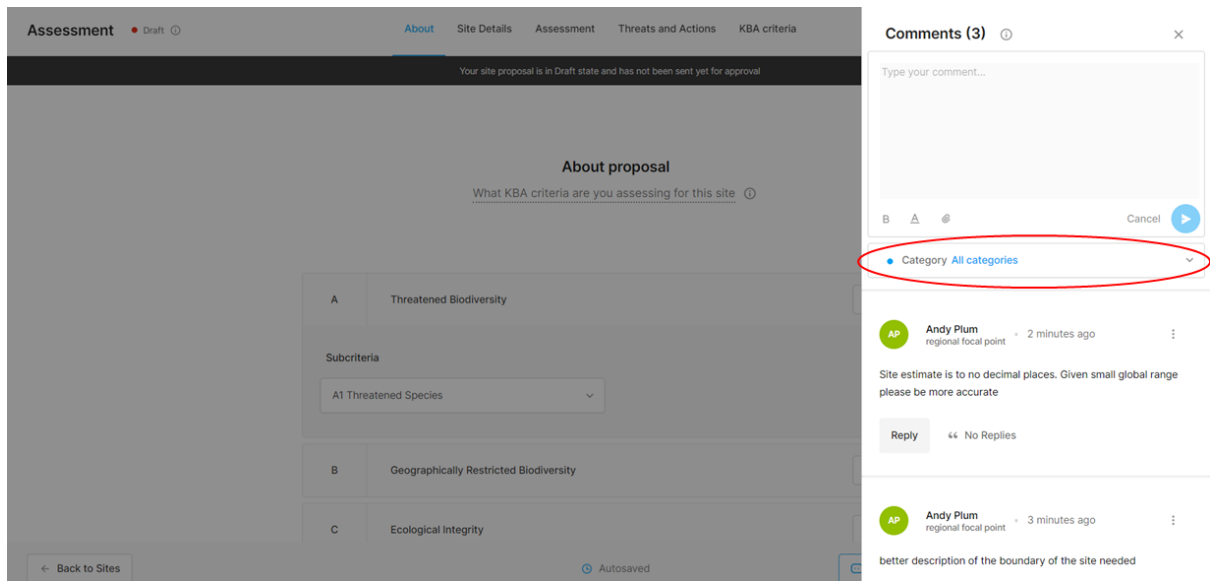 Assessment
Draft
About
Site Details
Assessment
Threats and Actions
KBA criteria
Your site proposal is in Draft state and has not been sent yet for approval
About proposal
What KBA criteria are you assessing for this site
A
Threatened Biodiversity
Subcriteria
A1 Threatened Species
B
Geographically Restricted Biodiversity
C
Ecological Integrity
← Back to Sites
Autosaved
Comments (3)
Type your comment...
B
A
Cancel
Category All categories
AP
Andy Plum
regional focal point
2 minutes ago
Site estimate is to no decimal places. Given small global range
please be more accurate
Reply
No Replies
AP
Andy Plum
regional focal point
3 minutes ago
better description of the boundary of the site needed